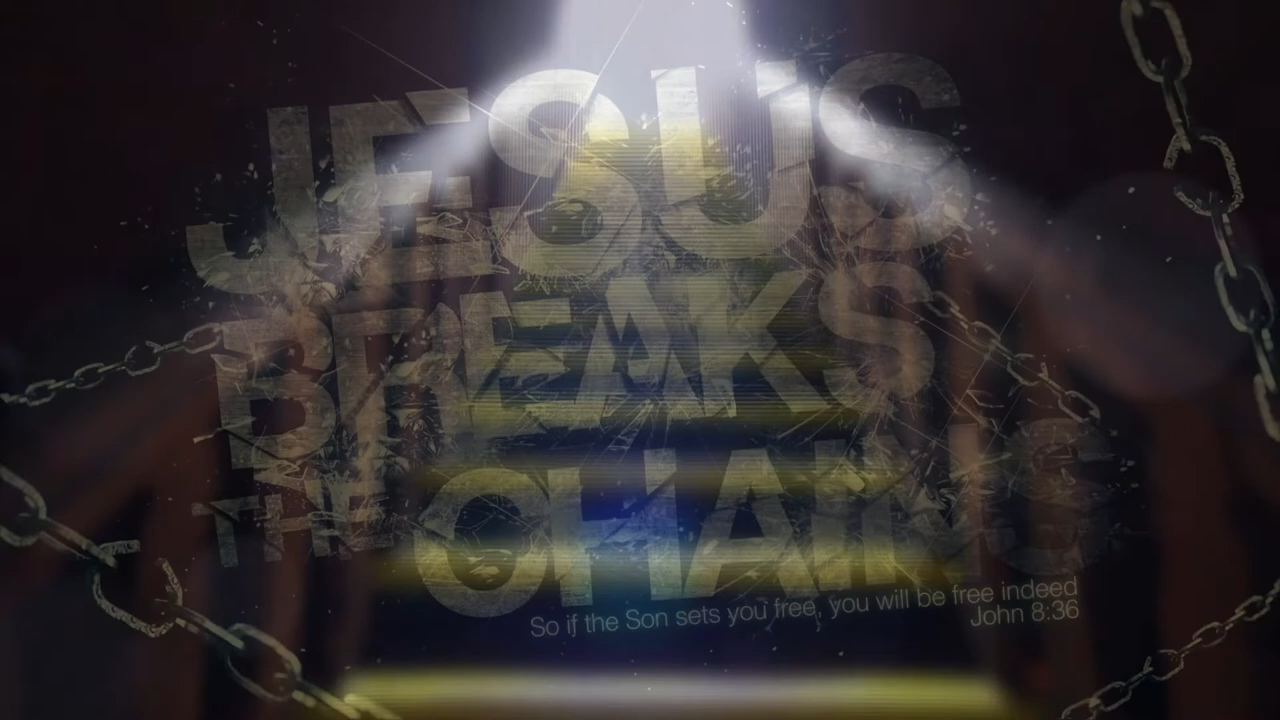 JESUS
BREAKS
THE CHAINS
So if the Son sets you free, you will be free indeed
John 8:36